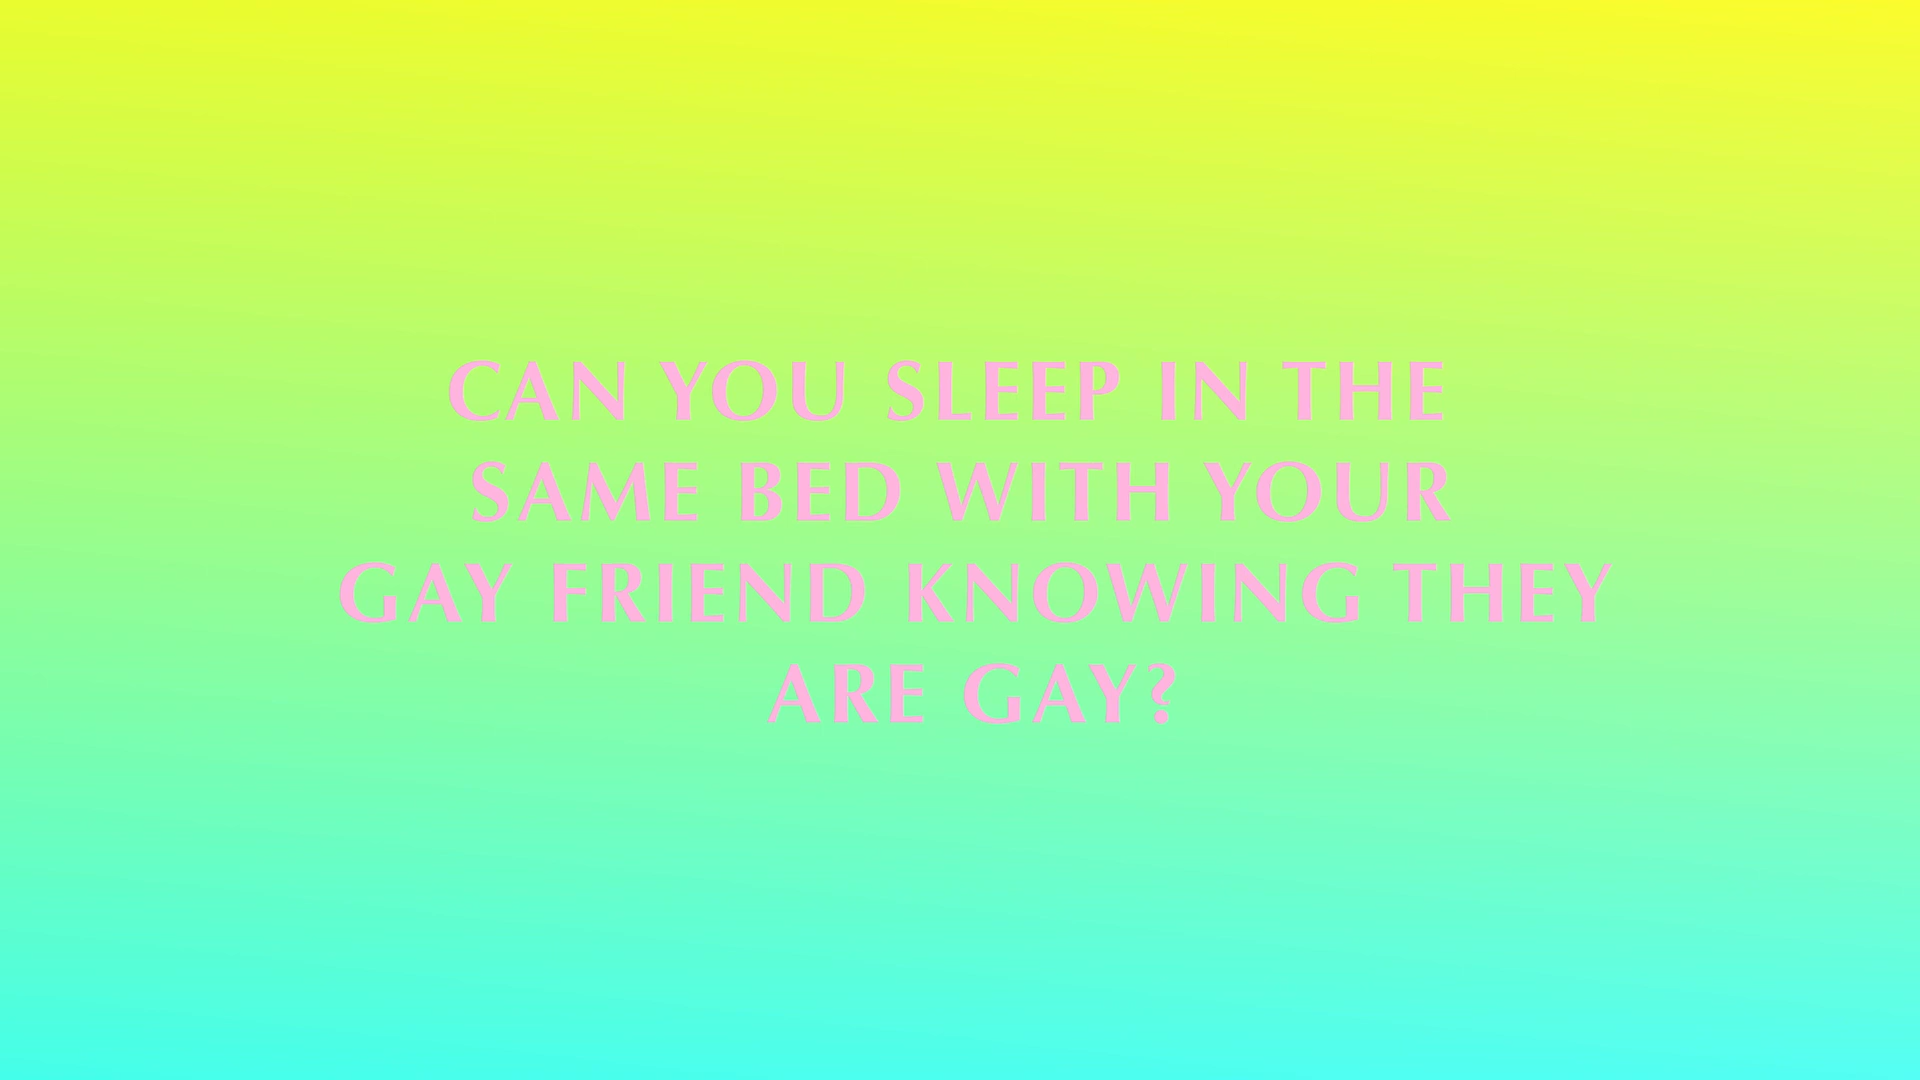 CAN YOU SLEEP IN THE
SAME BED WITH YOUR
GAY FRIEND KNOWING THEY
ARE GAY?